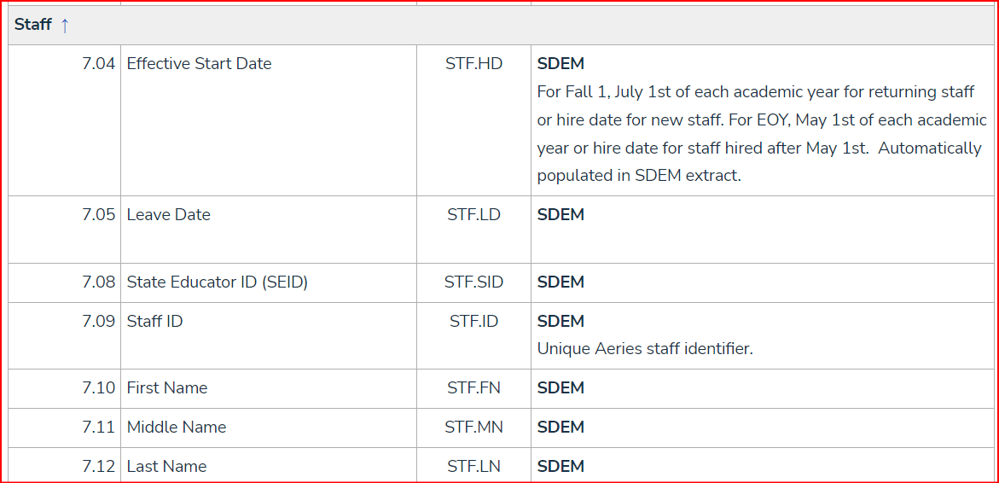 Staff ↑
7.04 Effective Start Date STF.HD SDEM
For Fall 1, July 1st of each academic year for returning staff
or hire date for new staff. For EOY, May 1st of each academic
year or hire date for staff hired after May 1st.  Automatically
populated in SDEM extract.
7.05 Leave Date STF.LD SDEM
7.08 State Educator ID (SEID) STF.SID SDEM
7.09 Staff ID STF.ID SDEM
Unique Aeries staff identifier.
7.10 First Name STF.FN SDEM
7.11 Middle Name STF.MN SDEM
7.12 Last Name STF.LN SDEM